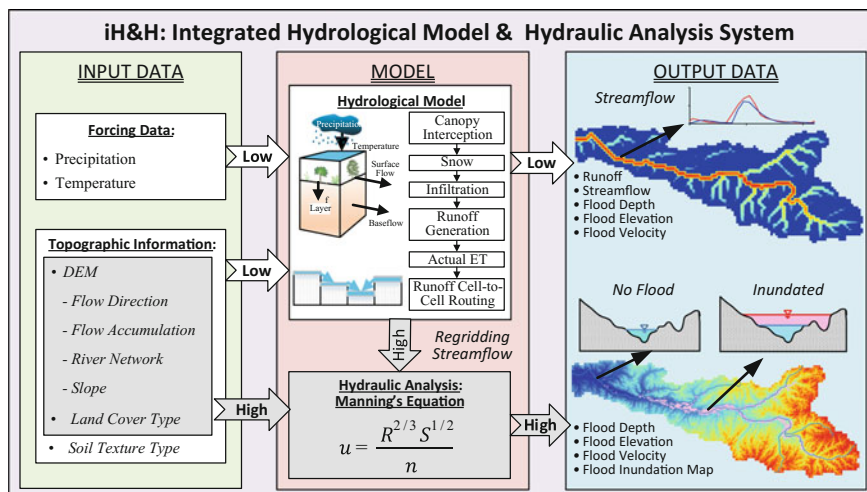 iH&H: Integrated Hydrological Model & Hydraulic Analysis System
INPUT DATA
Forcing Data:
• Precipitation
• Temperature
Topographic Information:
• DEM
- Flow Direction
- Flow Accumulation
- River Network
- Slope
• Land Cover Type
• Soil Texture Type
Low
Low
High
MODEL
Hydrological Model
Precipitation
Temperature
Surface
Flow
f
Layer
Baseflow
Canopy
Interception
Snow
Infiltration
Runoff
Generation
Actual ET
Runoff Cell-to-
Cell Routing
High
Regridding
Streamflow
Hydraulic Analysis:
Manning's Equation
u = R^{2/3} S^{1/2} / n
Low
High
OUTPUT DATA
Streamflow
• Runoff
• Streamflow
• Flood Depth
• Flood Elevation
• Flood Velocity
No Flood
Inundated
• Flood Depth
• Flood Elevation
• Flood Velocity
• Flood Inundation Map